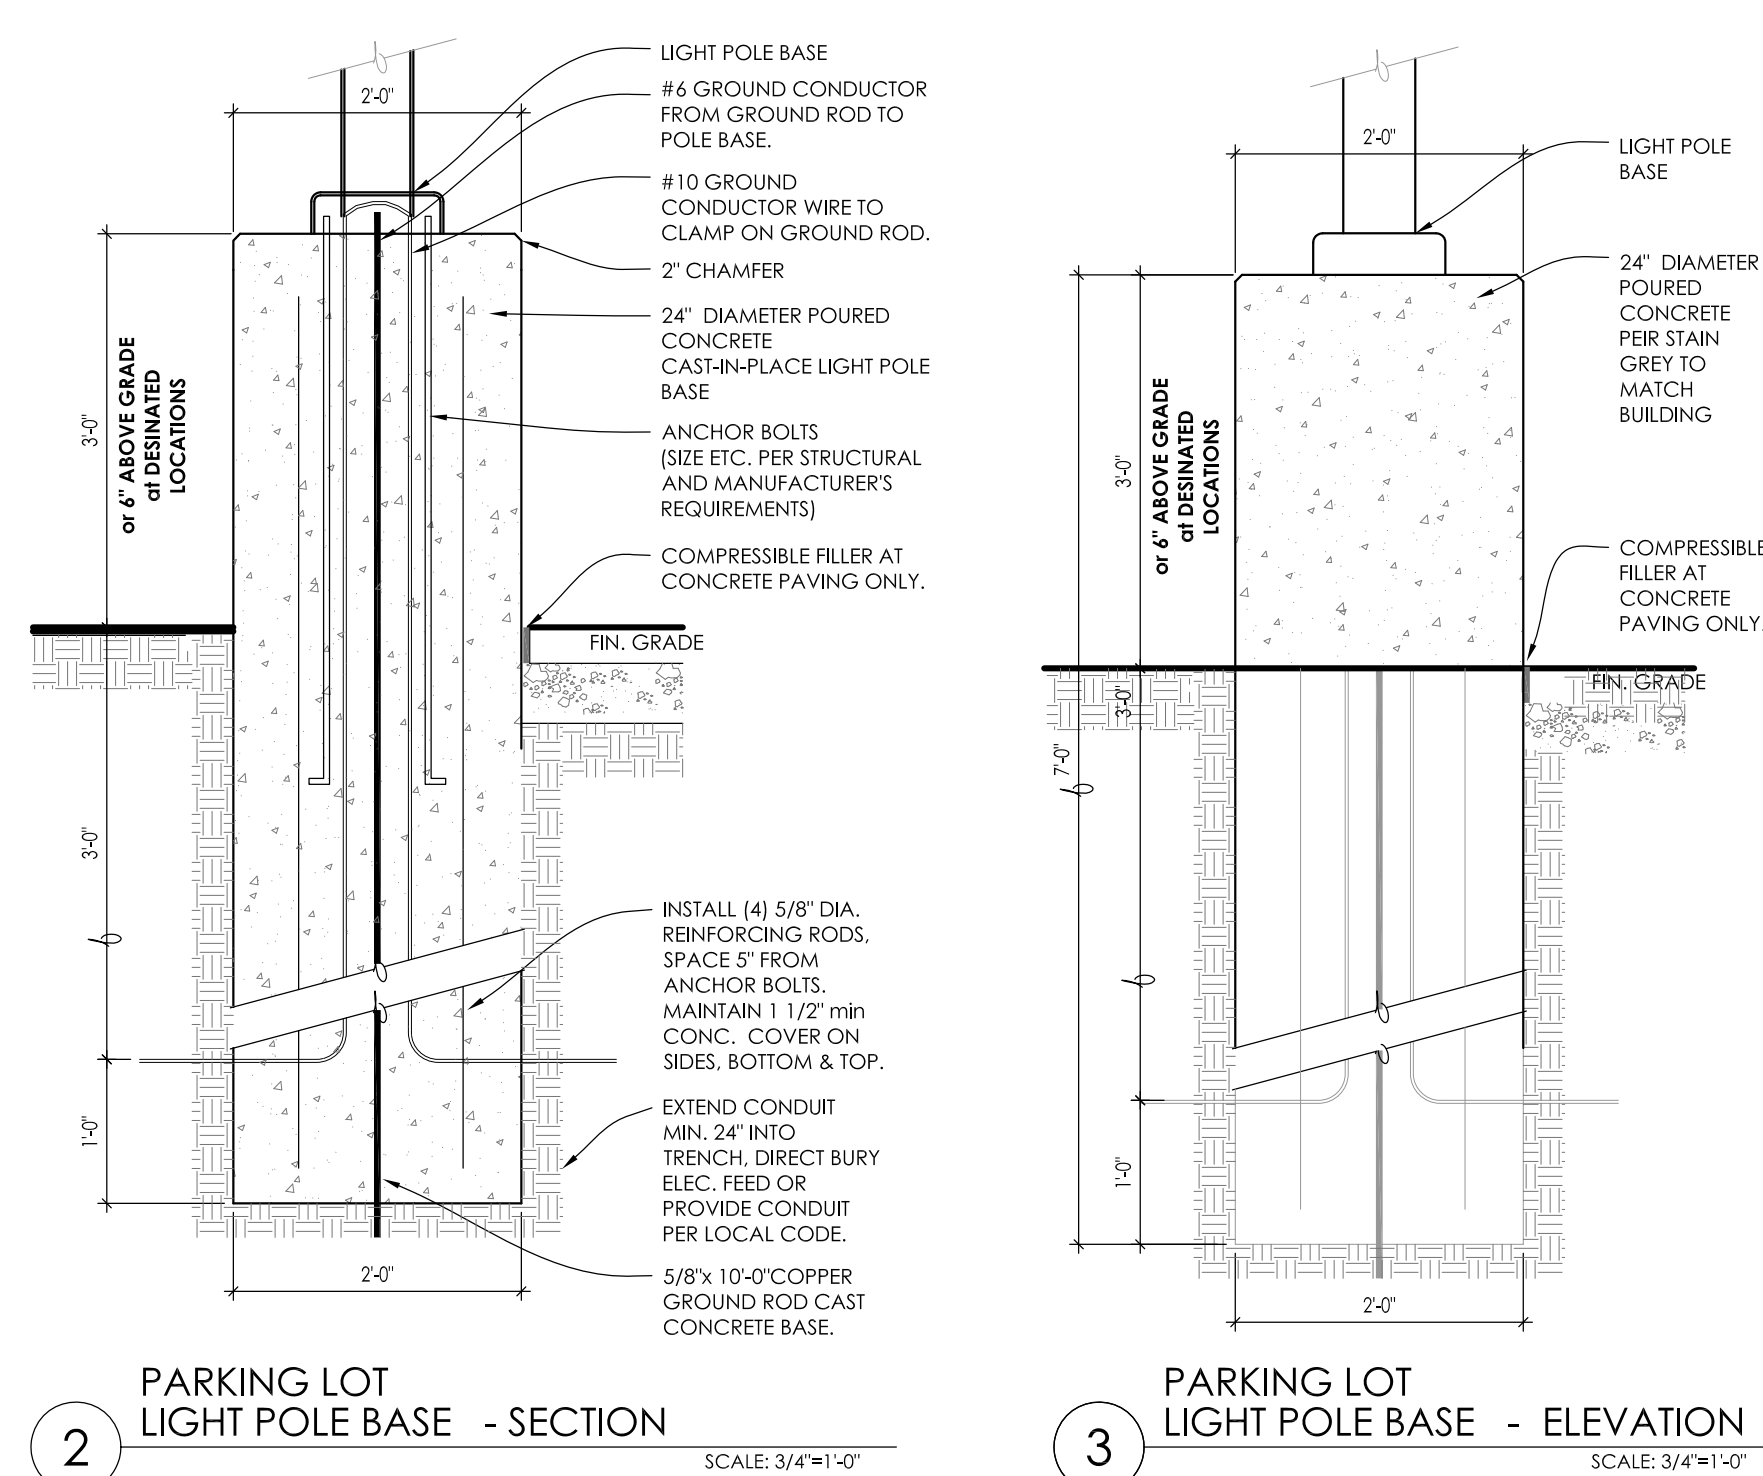 2'-0"
LIGHT POLE BASE
#6 GROUND CONDUCTOR
FROM GROUND ROD TO
POLE BASE.
#10 GROUND
CONDUCTOR WIRE TO
CLAMP ON GROUND ROD.
2" CHAMFER
24" DIAMETER POURED
CONCRETE
CAST-IN-PLACE LIGHT POLE
BASE
ANCHOR BOLTS
(SIZE ETC. PER STRUCTURAL
AND MANUFACTURER'S
REQUIREMENTS)
COMPRESSIBLE FILLER AT
CONCRETE PAVING ONLY.
FIN. GRADE
3'-0"
or 6" ABOVE GRADE
at DESINATED
LOCATIONS
3'-0"
1'-0"
INSTALL (4) 5/8" DIA.
REINFORCING RODS,
SPACE 5" FROM
ANCHOR BOLTS.
MAINTAIN 1 1/2" min
CONC. COVER ON
SIDES, BOTTOM & TOP.
EXTEND CONDUIT
MIN. 24" INTO
TRENCH, DIRECT BURY
ELEC. FEED OR
PROVIDE CONDUIT
PER LOCAL CODE.
5/8"x 10'-0"COPPER
GROUND ROD CAST
CONCRETE BASE.
2'-0"
2
PARKING LOT
LIGHT POLE BASE - SECTION
SCALE: 3/4"=1'-0"
2'-0"
LIGHT POLE
BASE
24" DIAMETER
POURED
CONCRETE
PEIR STAIN
GREY TO
MATCH
BUILDING
COMPRESSIBLE
FILLER AT
CONCRETE
PAVING ONLY.
FIN. GRADE
3'-0"
or 6" ABOVE GRADE
at DESINATED
LOCATIONS
3'-0"
7'-0"
1'-0"
2'-0"
3
PARKING LOT
LIGHT POLE BASE - ELEVATION
SCALE: 3/4"=1'-0"